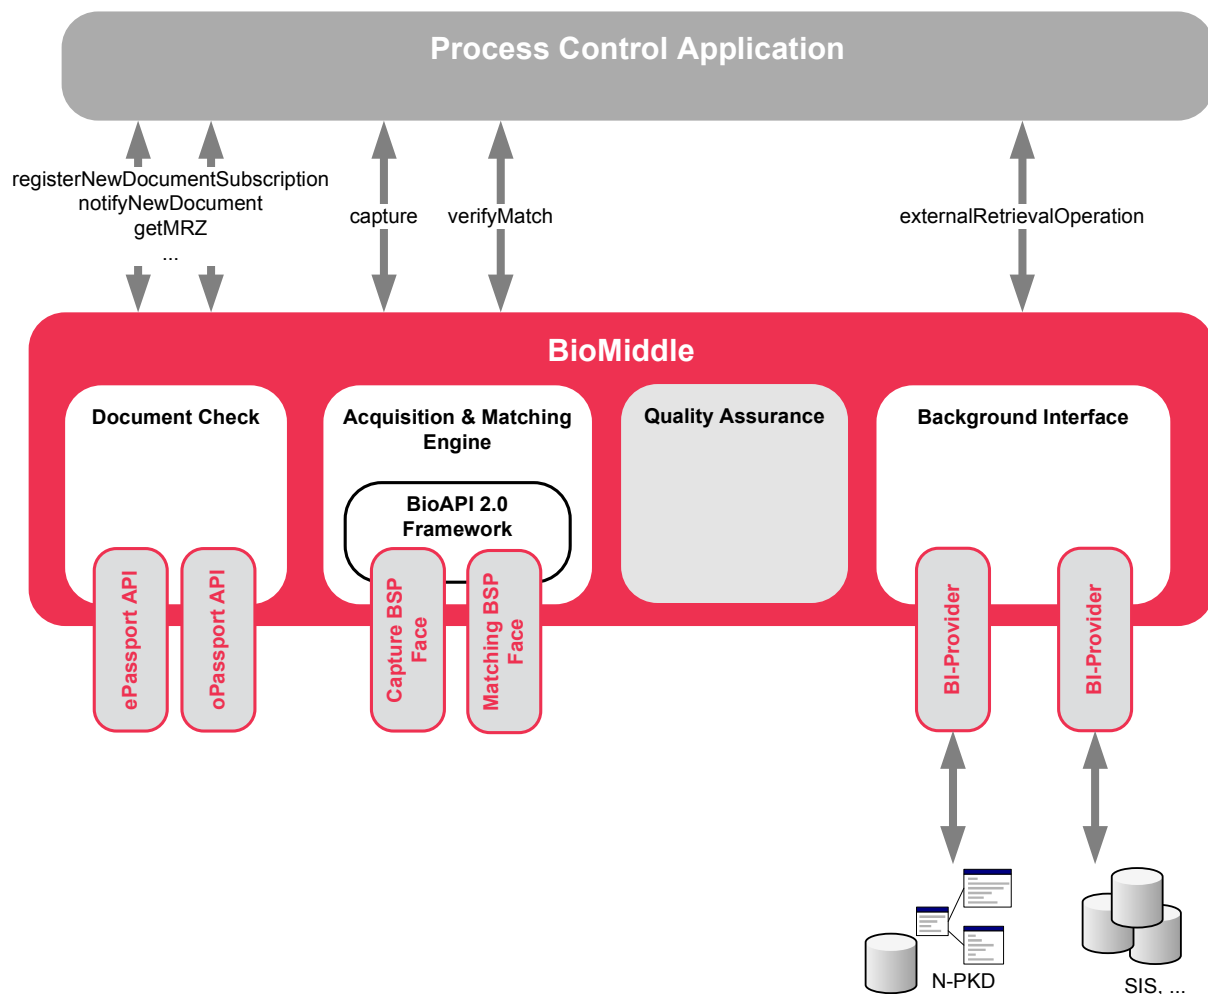 Process Control Application
registerNewDocumentSubscription
notifyNewDocument
getMRZ
...
capture
verifyMatch
externalRetrievalOperation
BioMiddle
Document Check
Acquisition & Matching
Engine
BioAPI 2.0
Framework
Quality Assurance
Background Interface
ePassport API
oPassport API
Capture BSP
Face
Matching BSP
Face
BI-Provider
BI-Provider
N-PKD
SIS, ...